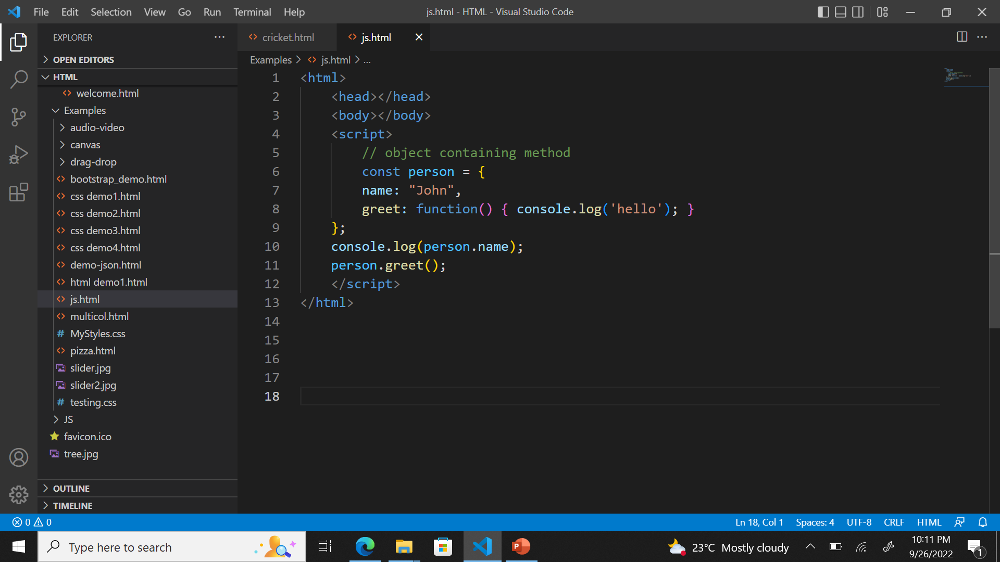 File Edit Selection View Go Run Terminal Help
js.html - HTML - Visual Studio Code
EXPLORER
OPEN EDITORS
HTML
welcome.html
Examples
audio-video
canvas
drag-drop
bootstrap_demo.html
css demo1.html
css demo2.html
css demo3.html
css demo4.html
demo-json.html
html demo1.html
js.html
multicol.html
MyStyles.css
pizza.html
slider.jpg
slider2.jpg
testing.css
JS
favicon.ico
tree.jpg
OUTLINE
TIMELINE
cricket.html js.html
Examples > js.html > ...
1 <html>
2 <head></head>
3 <body></body>
4 <script>
5 // object containing method
6 const person = {
7 name: "John",
8 greet: function() { console.log('hello'); }
9 };
10 console.log(person.name);
11 person.greet();
12 </script>
13 </html>
14
15
16
17
18
0 0
Ln 18, Col 1 Spaces: 4 UTF-8 CRLF HTML
Type here to search
23°C Mostly cloudy
10:11 PM
9/26/2022
1